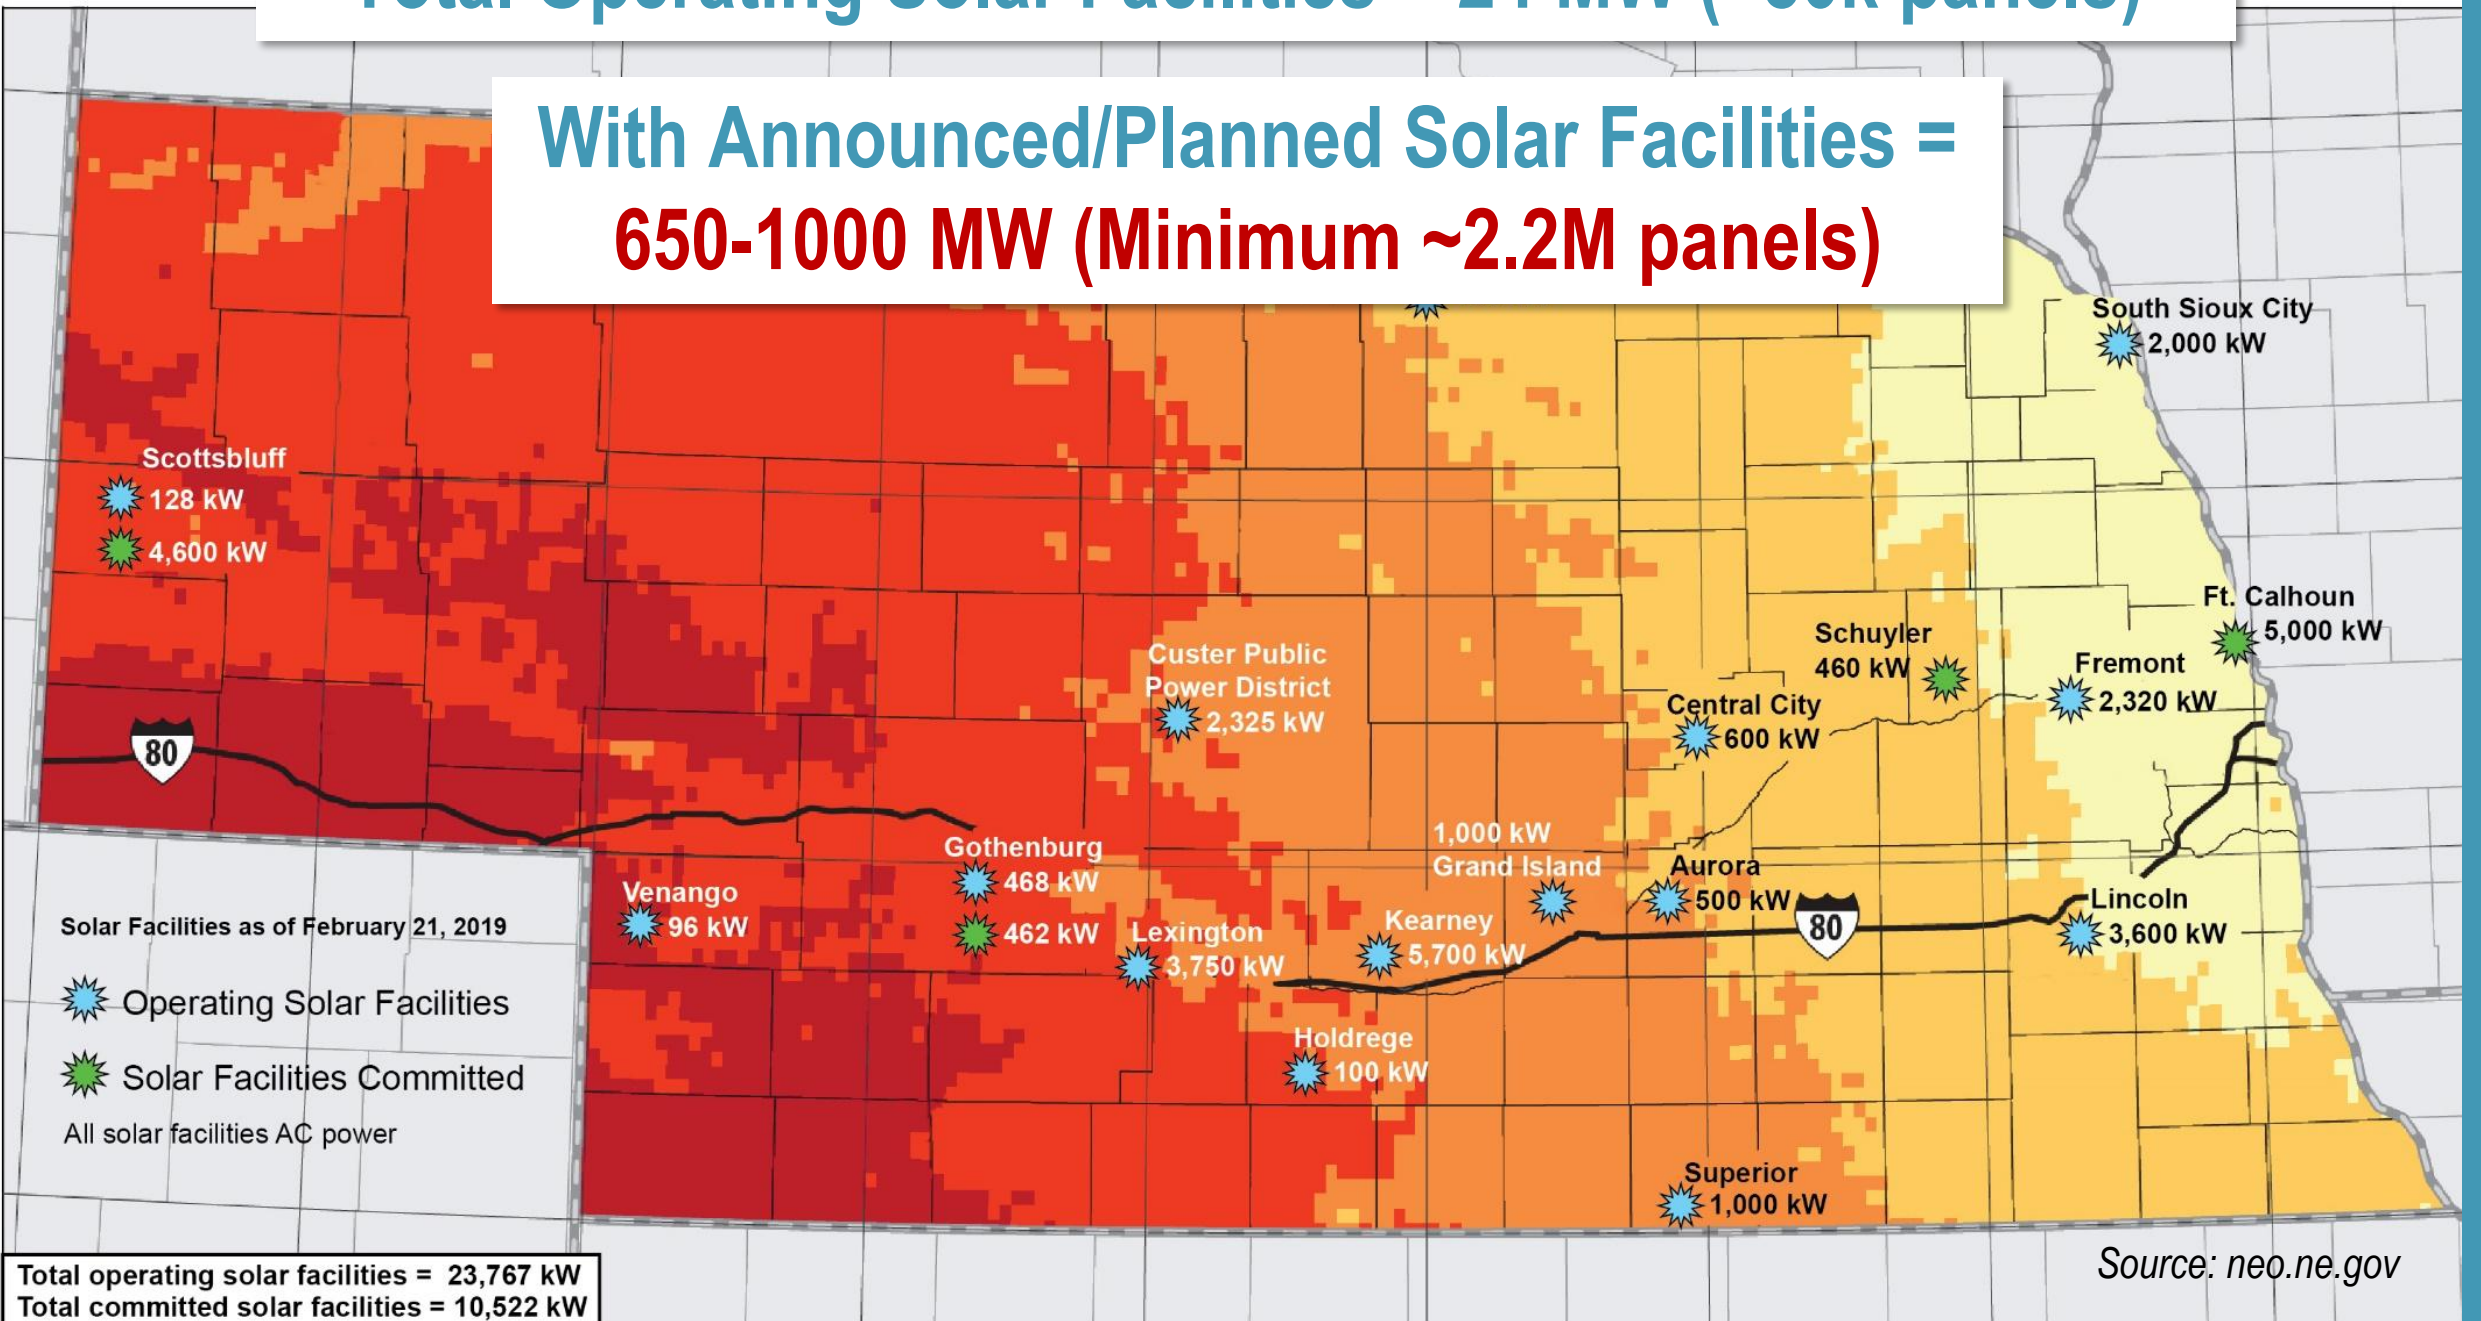 Total Operating Solar Facilities
With Announced/Planned Solar Facilities =
650-1000 MW (Minimum ~2.2M panels)
South Sioux City
2,000 kW
Scottsbluff
128 kW
4,600 kW
Ft. Calhoun
5,000 kW
Schuyler
460 kW
Fremont
2,320 kW
Custer Public
Power District
2,325 kW
Central City
600 kW
80
1,000 kW
Grand Island
Gothenburg
468 kW
462 kW
Aurora
500 kW
80
Venango
96 kW
Lexington
3,750 kW
Kearney
5,700 kW
Lincoln
3,600 kW
Holdrege
100 kW
Superior
1,000 kW
Solar Facilities as of February 21, 2019
Operating Solar Facilities
Solar Facilities Committed
All solar facilities AC power
Total operating solar facilities = 23,767 kW
Total committed solar facilities = 10,522 kW
Source: neo.ne.gov